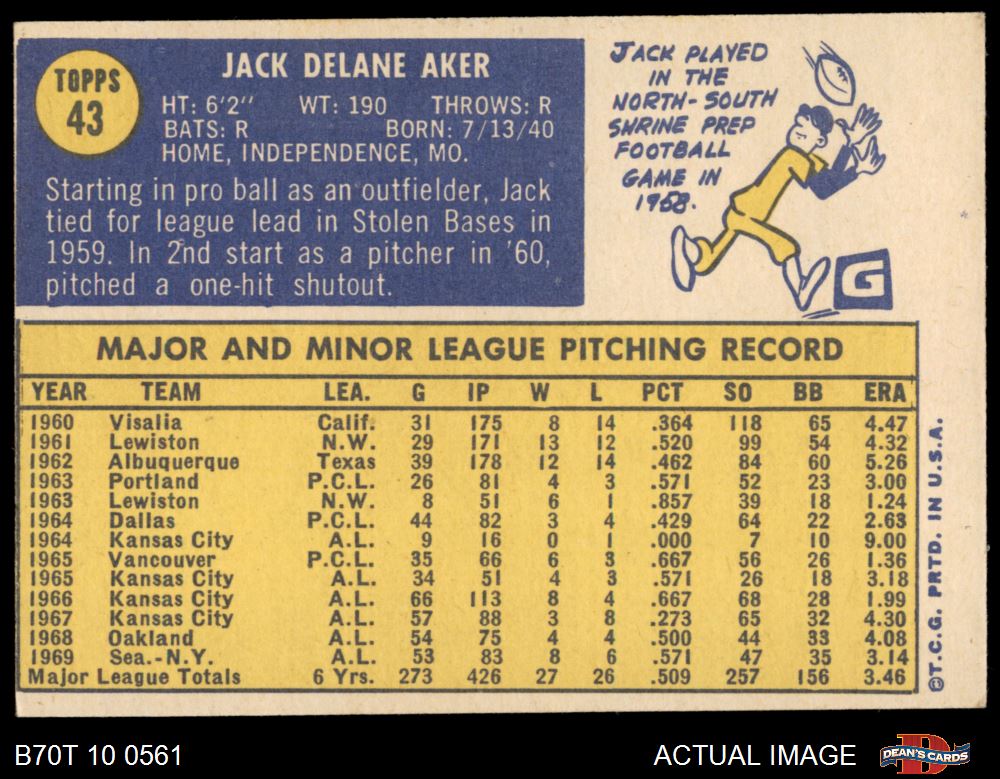 TOPPS
43
JACK DELANE AKER
HT: 6'2" WT: 190 THROWS: R
BATS: R BORN: 7/13/40
HOME, INDEPENDENCE, MO.
Starting in pro ball as an outfielder, Jack
tied for league lead in Stolen Bases in
1959. In 2nd start as a pitcher in '60,
pitched a one-hit shutout.
JACK PLAYED
IN THE
NORTH-SOUTH
SHRINE PREP
FOOTBALL
GAME IN
1958.
G
MAJOR AND MINOR LEAGUE PITCHING RECORD
YEAR TEAM LEA. G IP W L PCT SO BB ERA
1960 Visalia Calif. 31 175 8 14 .364 118 65 4.47
1961 Lewiston N.W. 29 171 13 12 .520 99 54 4.32
1962 Albuquerque Texas 39 178 12 14 .462 84 60 5.26
1963 Portland P.C.L. 26 81 4 3 .571 52 23 3.00
1963 Lewiston N.W. 8 51 6 1 .857 39 18 1.24
1964 Dallas P.C.L. 44 82 3 4 .429 64 22 2.63
1964 Kansas City A.L. 9 16 0 1 .000 7 10 9.00
1965 Vancouver P.C.L. 35 66 6 3 .667 56 26 1.36
1965 Kansas City A.L. 34 51 4 3 .571 26 18 3.18
1966 Kansas City A.L. 66 113 8 4 .667 68 28 1.99
1967 Kansas City A.L. 57 88 3 8 .273 65 32 4.30
1968 Oakland A.L. 54 75 4 4 .500 44 33 4.08
1969 Sea.-N.Y. A.L. 53 83 8 6 .571 47 35 3.14
Major League Totals 6 Yrs. 273 426 27 26 .509 257 156 3.46
©T.C.G. PRTD. IN U.S.A.
B70T 10 0561
ACTUAL IMAGE
D
DEAN'S CARDS